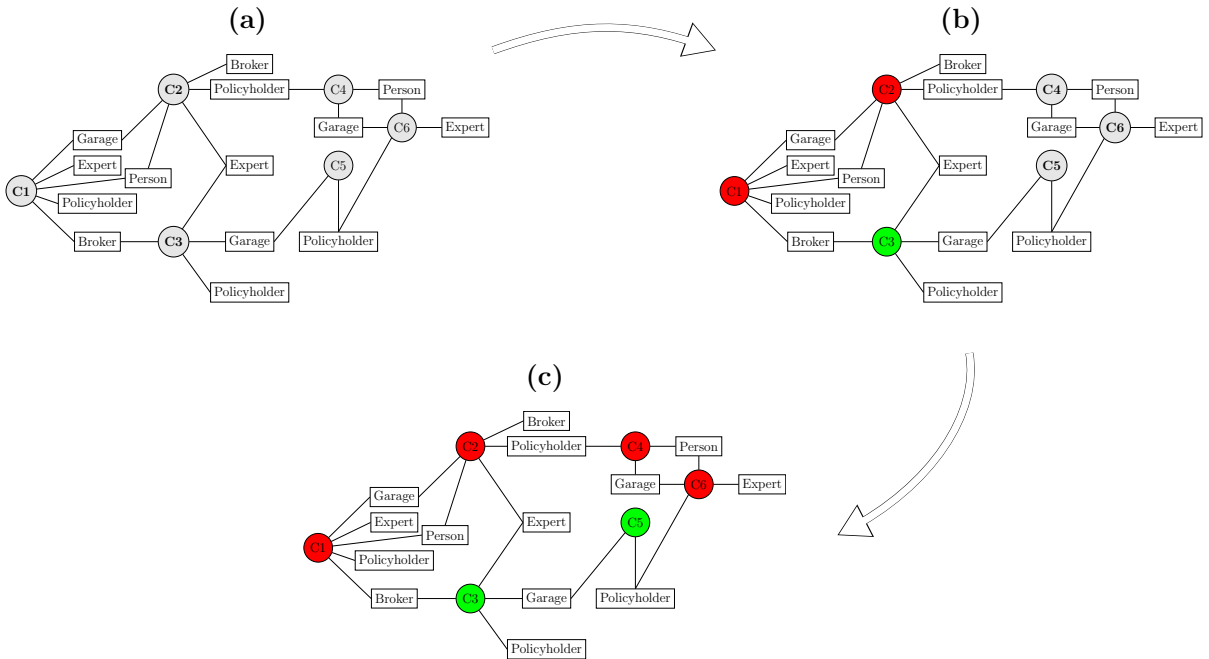 (a)
Broker
C2
Policyholder
C4
Person
Garage
C6
Expert
Garage
Expert
C5
Expert
Person
C1
Policyholder
Broker
C3
Garage
Policyholder
Policyholder
(b)
Broker
C2
Policyholder
C4
Person
Garage
C6
Expert
Garage
Expert
C5
Expert
Person
C1
Policyholder
Broker
C3
Garage
Policyholder
Policyholder
(c)
Broker
C2
Policyholder
C4
Person
Garage
C6
Expert
Garage
Expert
C5
Expert
Person
C1
Policyholder
Broker
C3
Garage
Policyholder
Policyholder